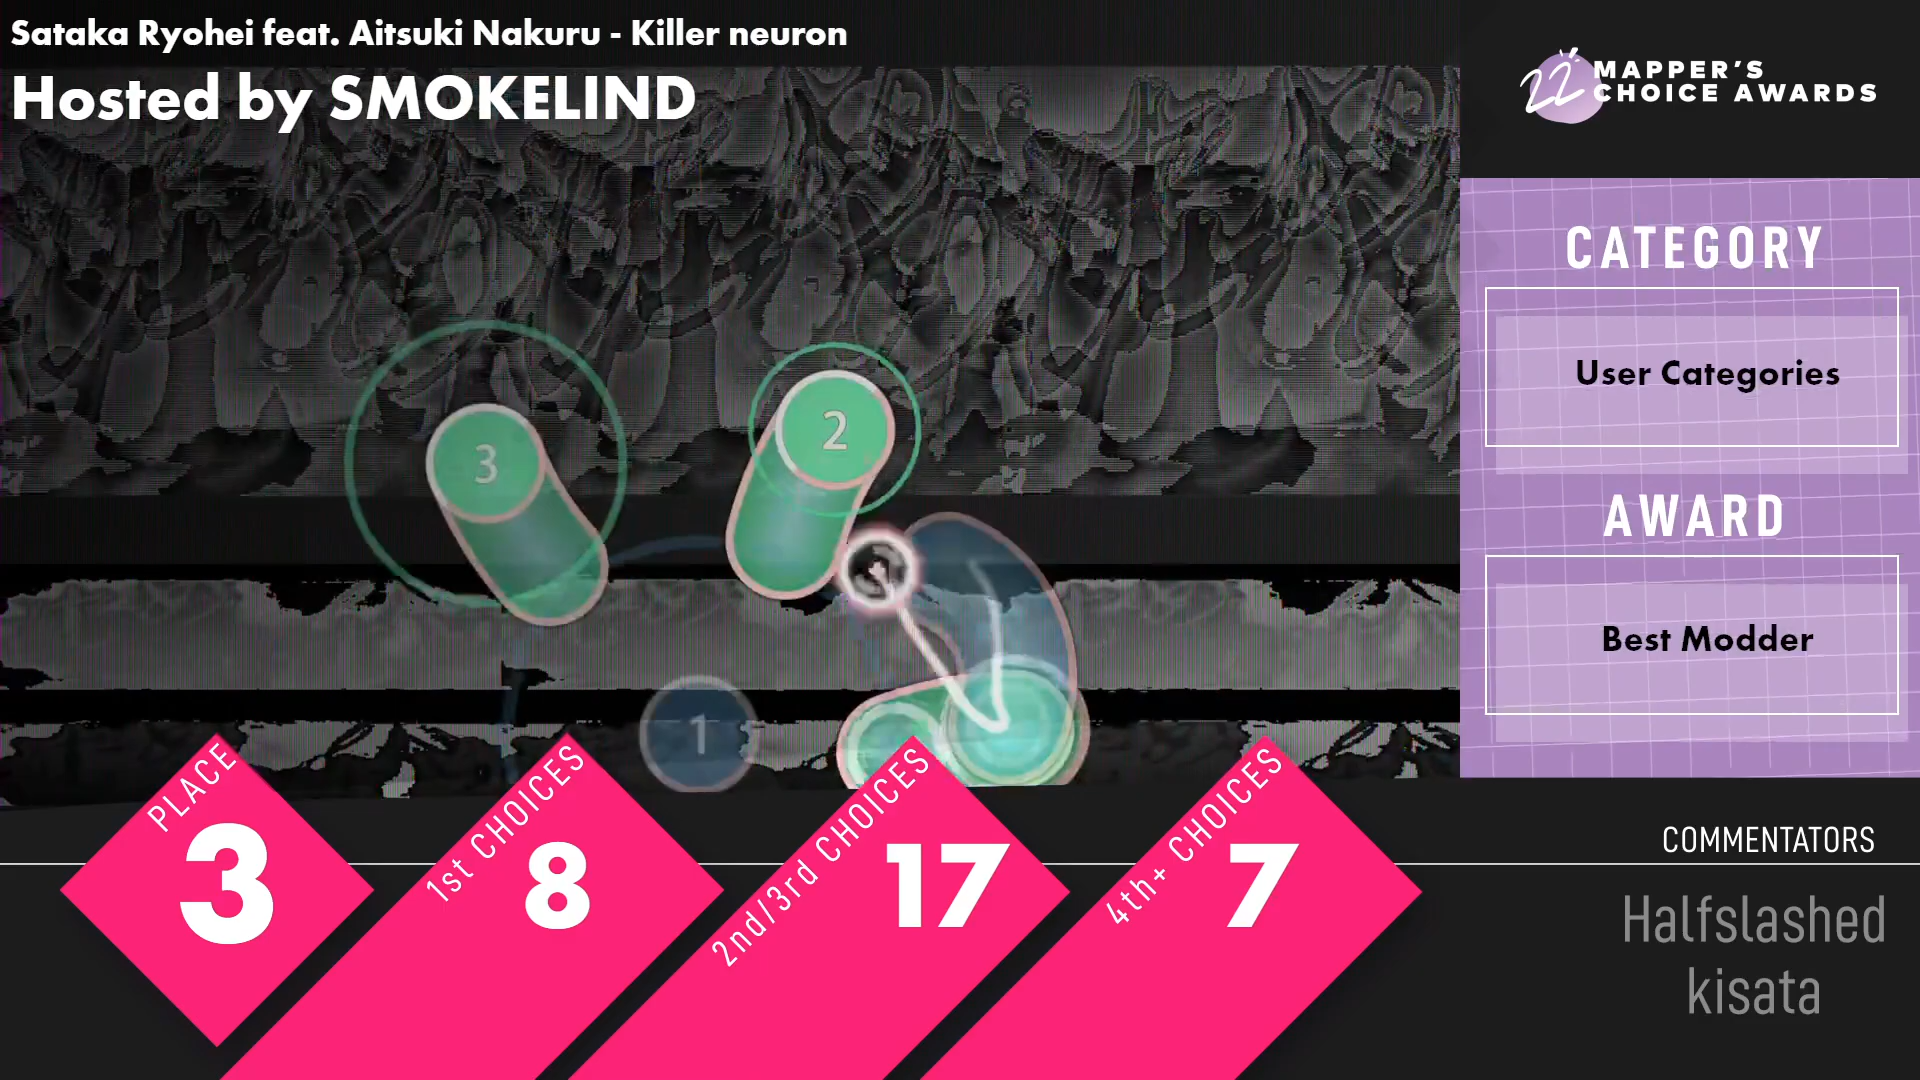 Sataka Ryohei feat. Aitsuki Nakuru - Killer neuron
Hosted by SMOKELIND
22
MAPPER'S
CHOICE AWARDS
CATEGORY
User Categories
AWARD
Best Modder
3
2
1
PLACE
3
1st CHOICES
8
2nd/3rd CHOICES
17
4th+ CHOICES
7
COMMENTATORS
Halfslashed
kisata